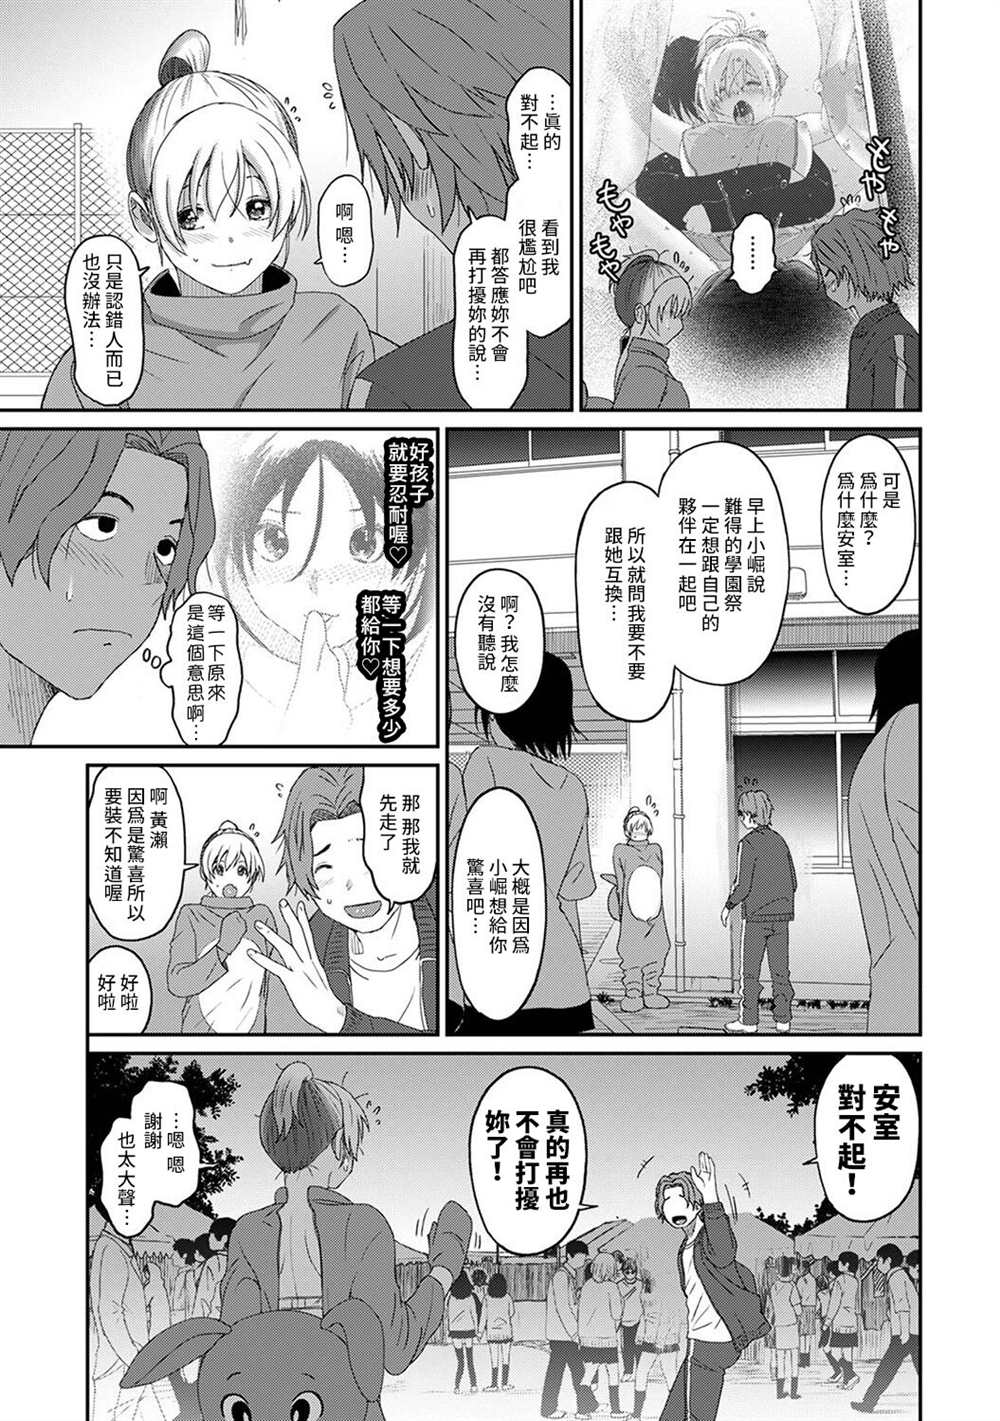 ……
もや
もや
もや
もや
…真的
對不起…
看到我
很尷尬吧
都答應妳不會
再打擾妳的說…
啊嗯…
只是認錯人而已
也沒辦法…
可是
為什麼?
為什麼安室…
早上小崛說
難得的學園祭
一定想跟自己的
夥伴在一起吧
所以就問我要不要
跟她互換…
啊?我怎麼
沒有聽說
大概是因為
小崛想給你
驚喜吧…
好孩子
就要忍耐喔♡
等一下想要多少
都給你♡
等一下原來
是這個意思啊…
那那我就
先走了
啊 黃瀨
因為是驚喜所以
要裝不知道喔
好啦
好啦
安室
對不起!
真的再也
不會打擾
妳了!
…嗯嗯
謝謝
也太大聲…